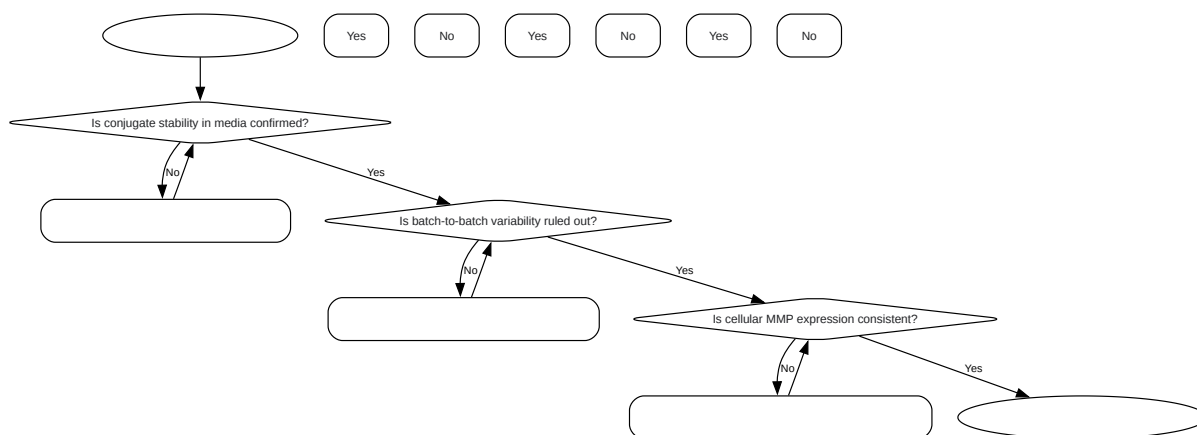 Yes
No
Yes
No
Yes
No
Is conjugate stability in media confirmed?
No
Yes
Is batch-to-batch variability ruled out?
No
Yes
Is cellular MMP expression consistent?
No
Yes